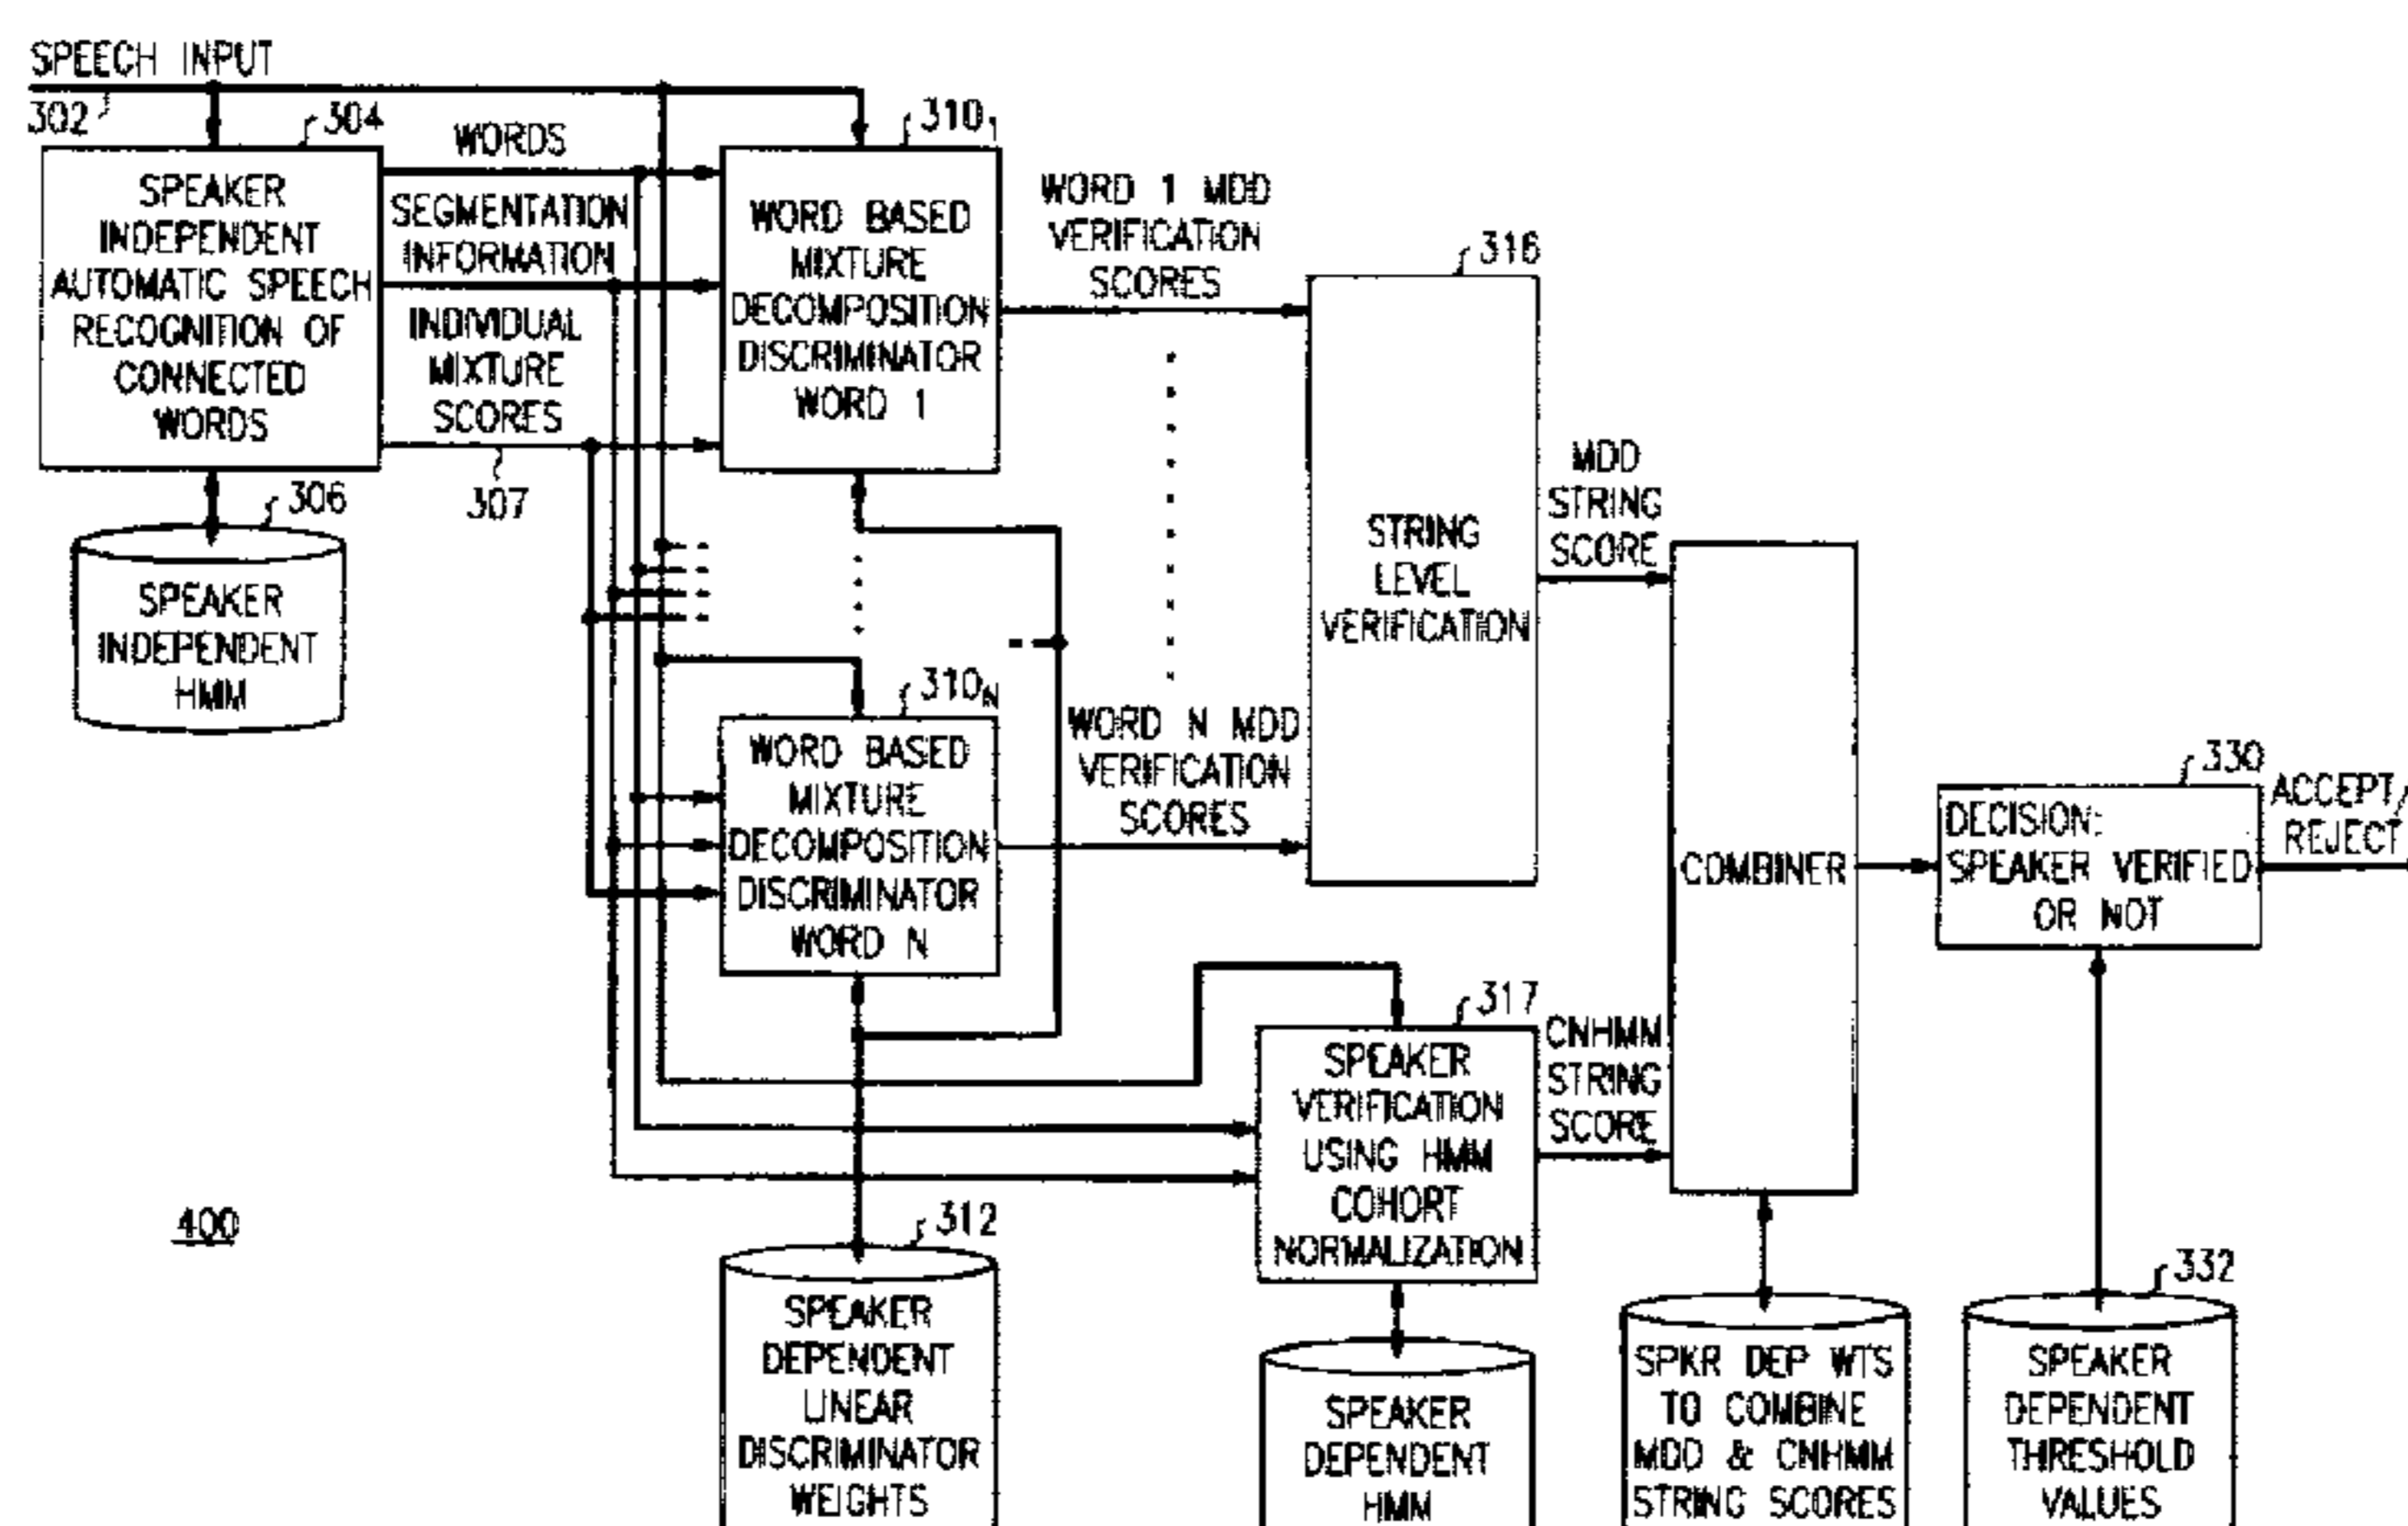 SPEECH INPUT
302
304
WORDS
310₁
SPEAKER
INDEPENDENT
AUTOMATIC SPEECH
RECOGNITION OF
CONNECTED
WORDS
SEGMENTATION
INFORMATION
INDIVIDUAL
MIXTURE
SCORES
307
WORD BASED
MIXTURE
DECOMPOSITION
DISCRIMINATOR
WORD 1
WORD 1 MDD
VERIFICATION
SCORES
316
STRING
LEVEL
VERIFICATION
MDD
STRING
SCORE
306
SPEAKER
INDEPENDENT
HMM
310N
WORD BASED
MIXTURE
DECOMPOSITION
DISCRIMINATOR
WORD N
WORD N MDD
VERIFICATION
SCORES
COMBINER
330
DECISION:
SPEAKER VERIFIED
OR NOT
ACCEPT/
REJECT
317
SPEAKER
VERIFICATION
USING HMM
COHORT
NORMALIZATION
CNHMM
STRING
SCORE
400
312
SPEAKER
DEPENDENT
LINEAR
DISCRIMINATOR
WEIGHTS
SPEAKER
DEPENDENT
HMM
SPKR DEP WTS
TO COMBINE
MDD & CNHMM
STRING SCORES
332
SPEAKER
DEPENDENT
THRESHOLD
VALUES